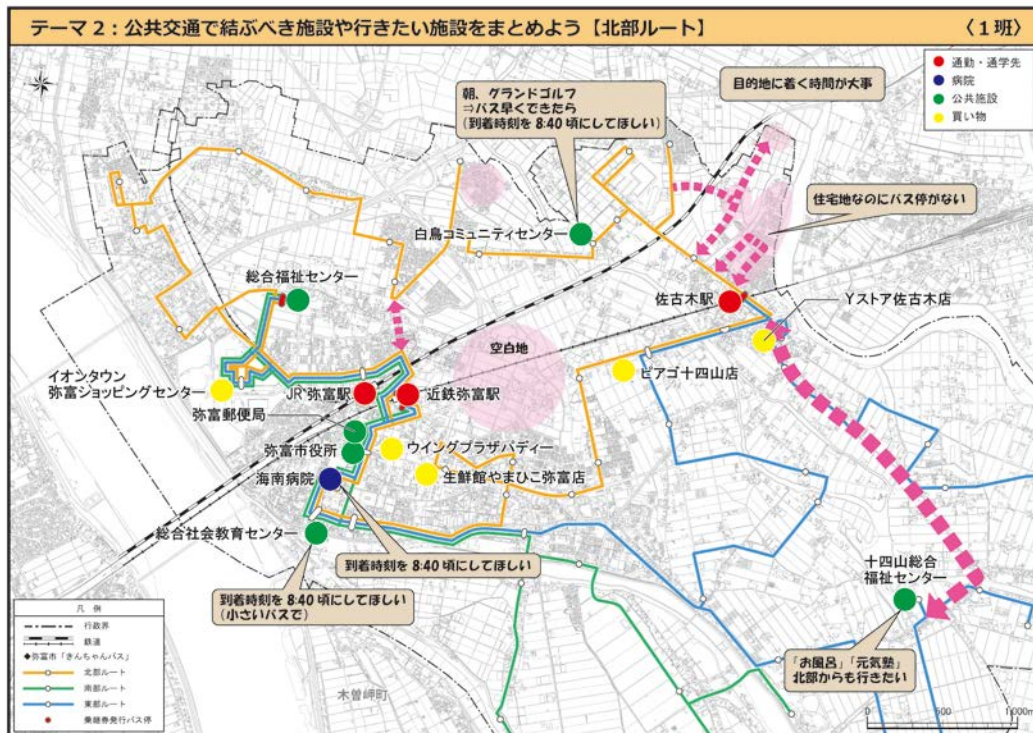 テーマ 2：公共交通で結ぶべき施設や行きたい施設をまとめよう【北部ルート】
〈1班〉
通勤・通学先
病院
公共施設
買い物
目的地に着く時間が大事
朝、グランドゴルフ
⇒バス早くできたら
（到着時刻を 8:40 頃にしてほしい）
住宅地なのにバス停がない
白鳥コミュニティセンター
総合福祉センター
佐古木駅
Yストア佐古木店
空白地
ピアゴ十四山店
イオンタウン
弥富ショッピングセンター
JR 弥富駅
近鉄弥富駅
弥富郵便局
弥富市役所
ウイングプラザパディー
海南病院
生鮮館やまひこ弥富店
総合社会教育センター
到着時刻を 8:40 頃にしてほしい
到着時刻を 8:40 頃にしてほしい
（小さいバスで）
十四山総合
福祉センター
「お風呂」「元気塾」
北部からも行きたい
木曽岬町
凡 例
行政界
鉄道
◆弥富市「きんちゃんバス」
北部ルート
南部ルート
東部ルート
乗継券発行バス停
0 500 1,000m